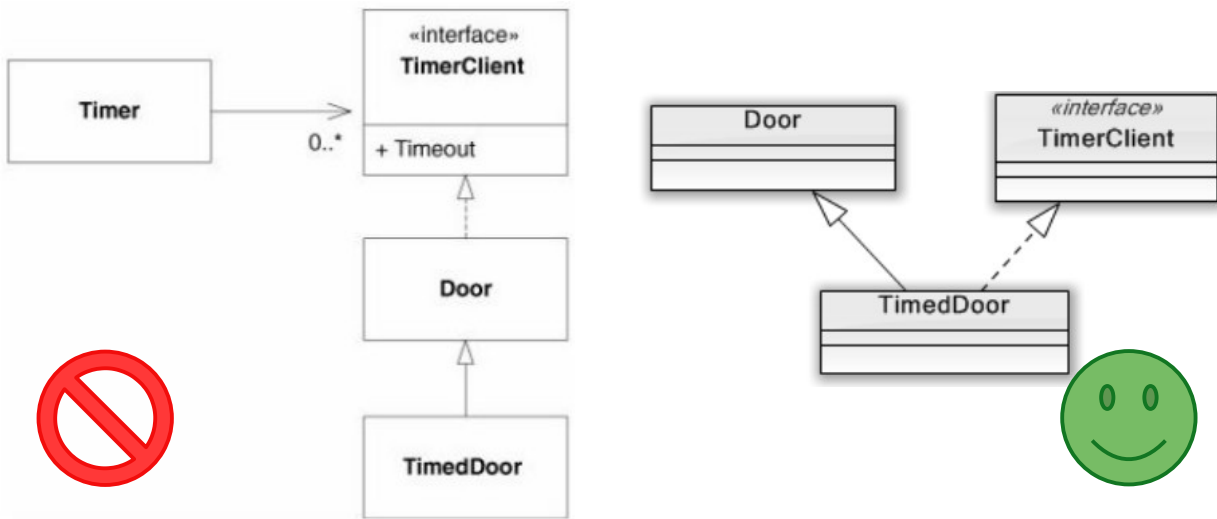 «interface»
TimerClient
Timer
0..*
+ Timeout
Door
TimedDoor
Door
«interface»
TimerClient
TimedDoor